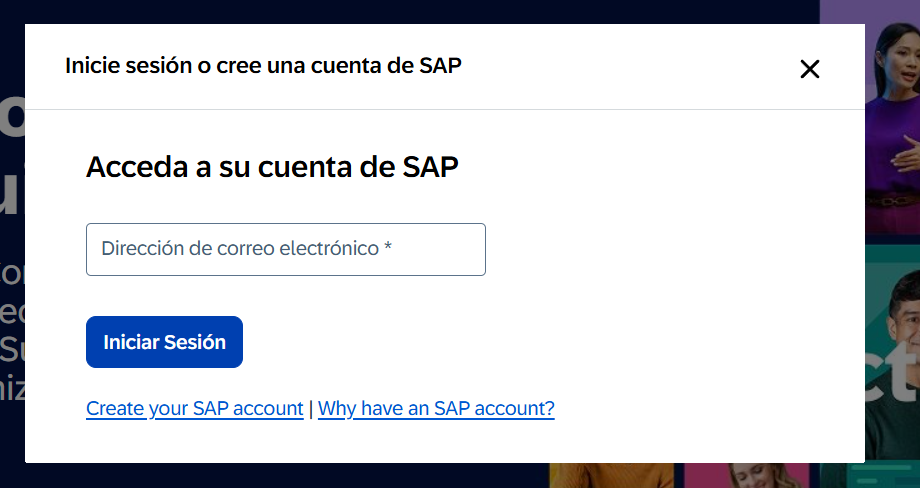 Inicie sesión o cree una cuenta de SAP
Acceda a su cuenta de SAP
Dirección de correo electrónico *
Iniciar Sesión
Create your SAP account | Why have an SAP account?